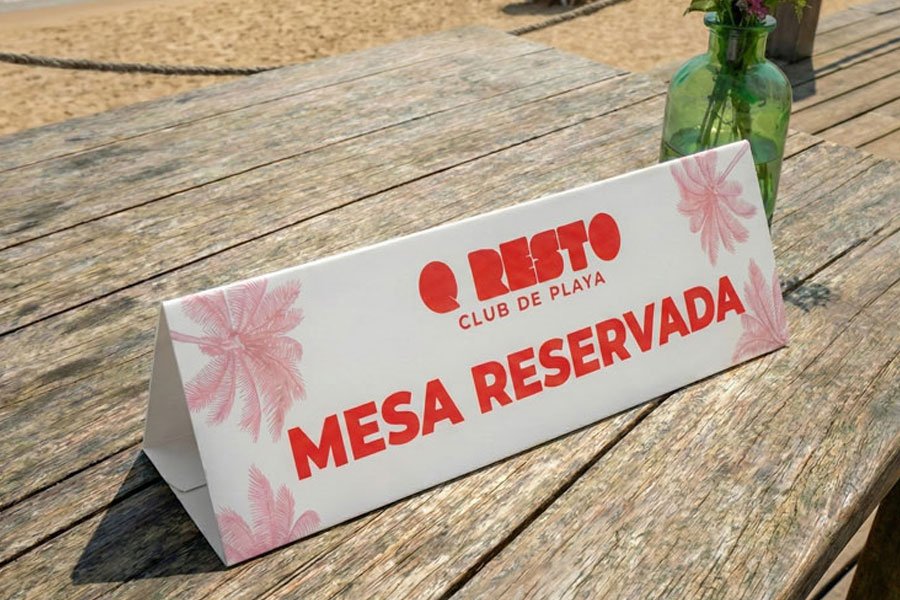 Q RESTO
CLUB DE PLAYA
MESA RESERVADA